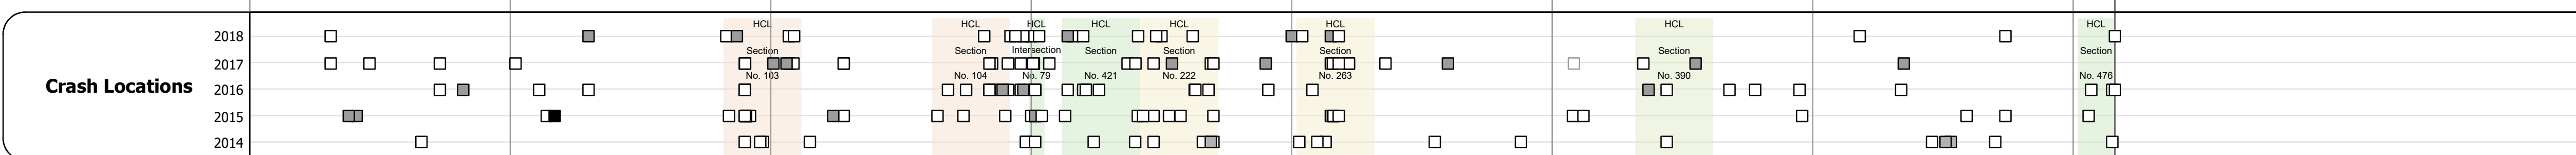 Crash Locations
2018
2017
2016
2015
2014
HCL
Section
No. 103
HCL
Section
No. 104
HCL
Intersection
No. 79
HCL
Section
No. 421
HCL
Section
No. 222
HCL
Section
No. 263
HCL
Section
No. 390
HCL
Section
No. 476